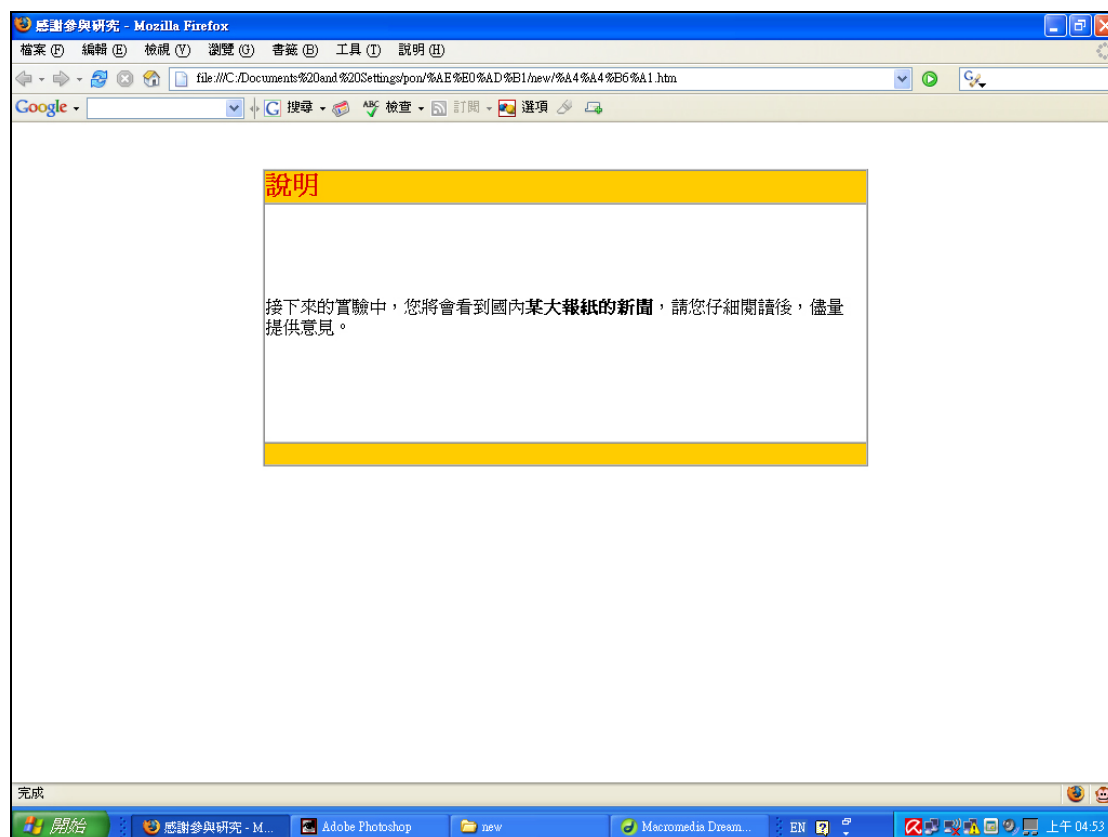 感謝參與研究 - Mozilla Firefox
檔案(F) 編輯(E) 檢視(V) 瀏覽(G) 書籤(B) 工具(T) 說明(H)
file:///C:/Documents%20and%20Settings/pon/%AE%E0%AD%B1/new/%A4%A4%B6%A1.htm
Google 搜尋 ABC 檢查 訂閱 選項
說明
接下來的實驗中，您將會看到國內某大報紙的新聞，請您仔細閱讀後，儘量
提供意見。
完成
開始 感謝參與研究 - M... Adobe Photoshop new Macromedia Dream... EN 上午 04:53